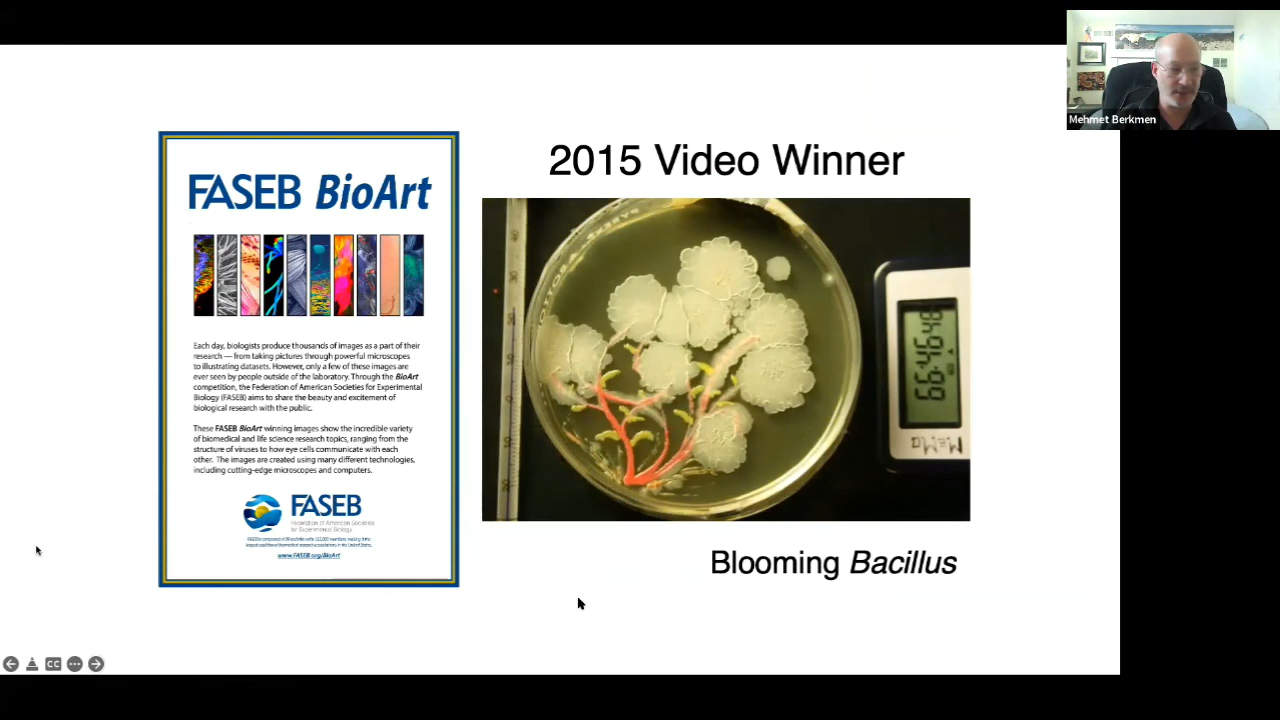 Mehmet Berkmen
FASEB BioArt
Each day, biologists produce thousands of images as a part of their
research — from taking pictures through powerful microscopes
to illustrating datasets. However, only a few of these images are
ever seen by people outside of the laboratory. Through the BioArt
competition, the Federation of American Societies for Experimental
Biology (FASEB) aims to share the beauty and excitement of
biological research with the public.
These FASEB BioArt winning images show the incredible variety
of biomedical and life science research topics, ranging from the
structure of viruses to how eye cells communicate with each
other. The images are created using many different technologies,
including cutting-edge microscopes and computers.
FASEB
Federation of American Societies
for Experimental Biology
www.FASEB.org/BioArt
2015 Video Winner
66:46:48
Blooming Bacillus
CC